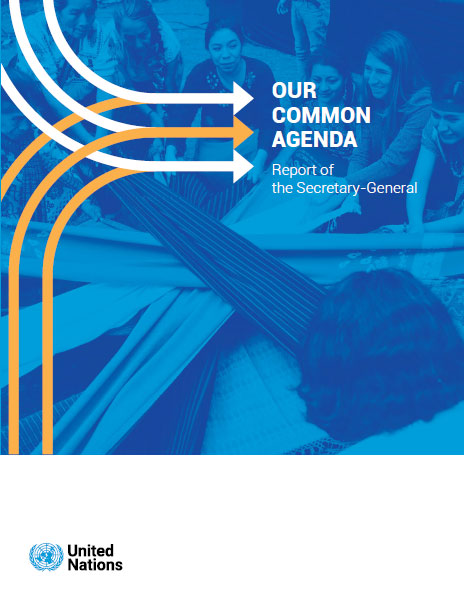 OUR
COMMON
AGENDA
Report of
the Secretary-General
United
Nations